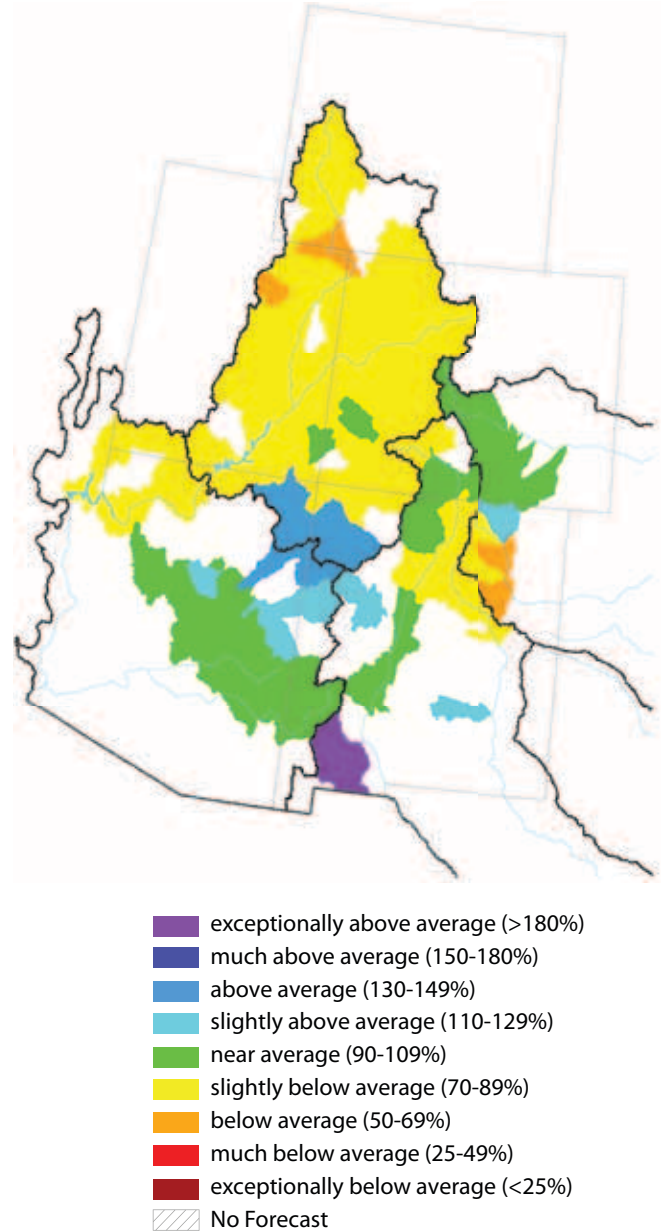 exceptionally above average (>180%)
much above average (150-180%)
above average (130-149%)
slightly above average (110-129%)
near average (90-109%)
slightly below average (70-89%)
below average (50-69%)
much below average (25-49%)
exceptionally below average (<25%)
No Forecast